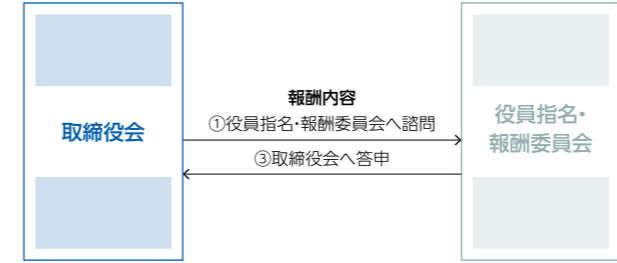 取締役会
報酬内容
①役員指名・報酬委員会へ諮問
③取締役会へ答申
役員指名・
報酬委員会